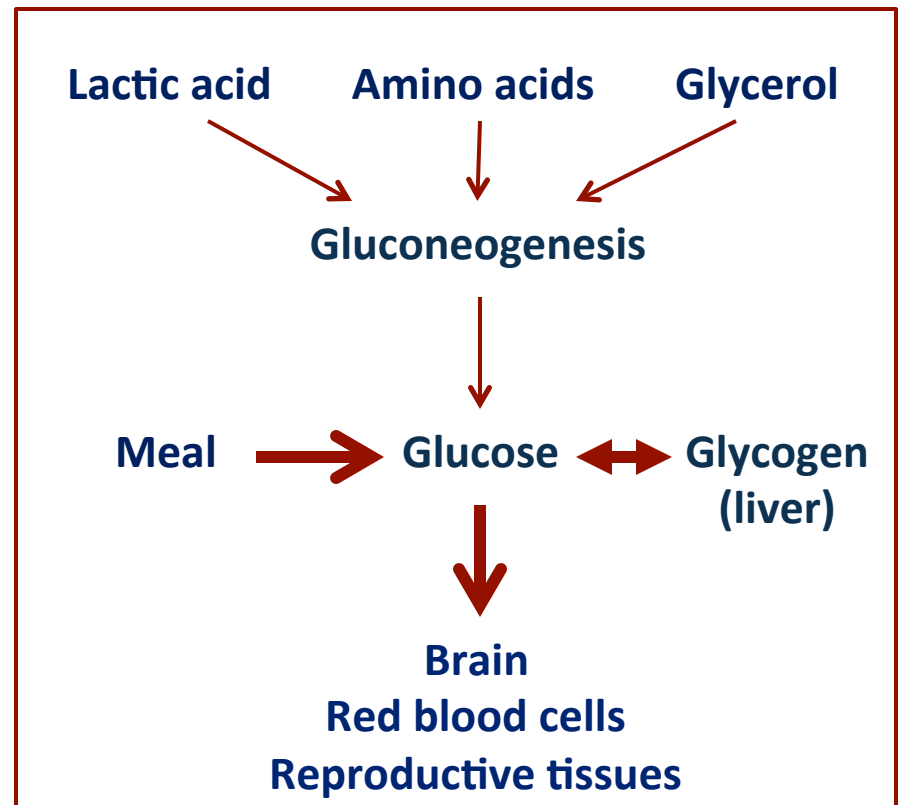 Lactic acid Amino acids Glycerol
Gluconeogenesis
Meal Glucose Glycogen
(liver)
Brain
Red blood cells
Reproductive tissues